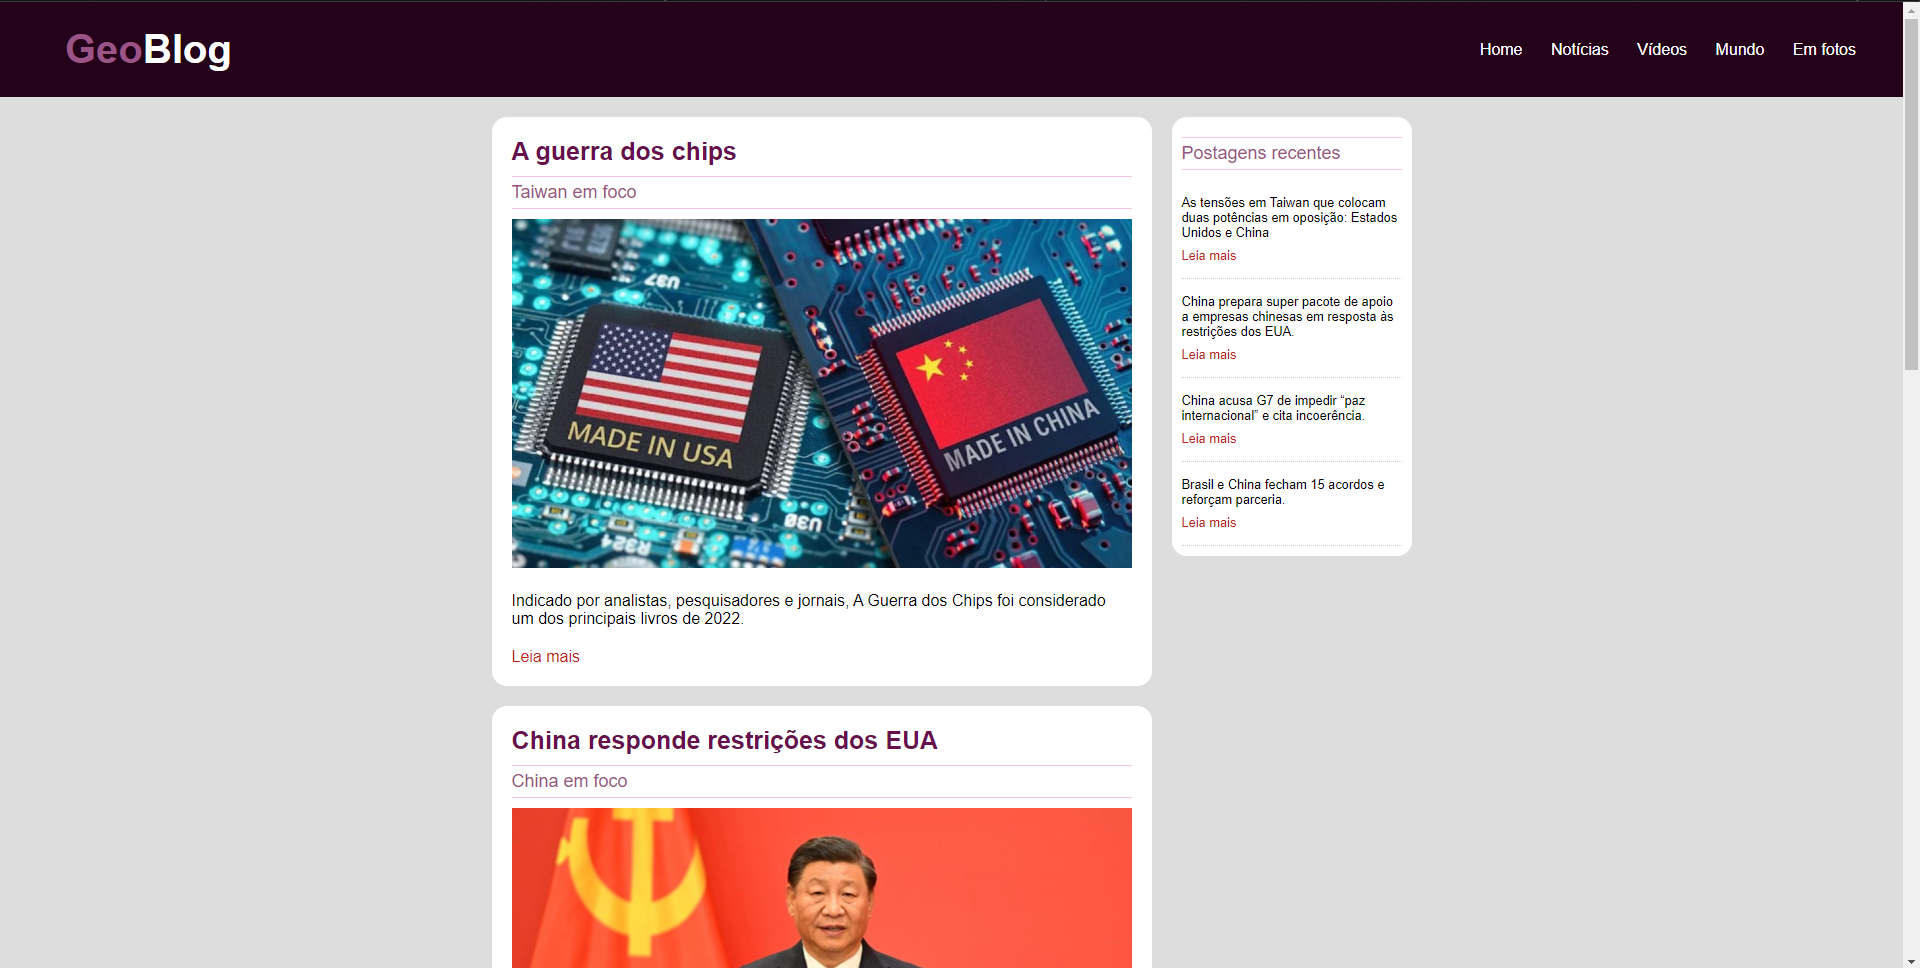 GeoBlog
Home Notícias Vídeos Mundo Em fotos
A guerra dos chips
Taiwan em foco
U37
MADE IN USA
MADE IN CHINA
U30
R324
Indicado por analistas, pesquisadores e jornais, A Guerra dos Chips foi considerado
um dos principais livros de 2022.
Leia mais
China responde restrições dos EUA
China em foco
Postagens recentes
As tensões em Taiwan que colocam
duas potências em oposição: Estados
Unidos e China
Leia mais
China prepara super pacote de apoio
a empresas chinesas em resposta às
restrições dos EUA.
Leia mais
China acusa G7 de impedir “paz
internacional” e cita incoerência.
Leia mais
Brasil e China fecham 15 acordos e
reforçam parceria.
Leia mais